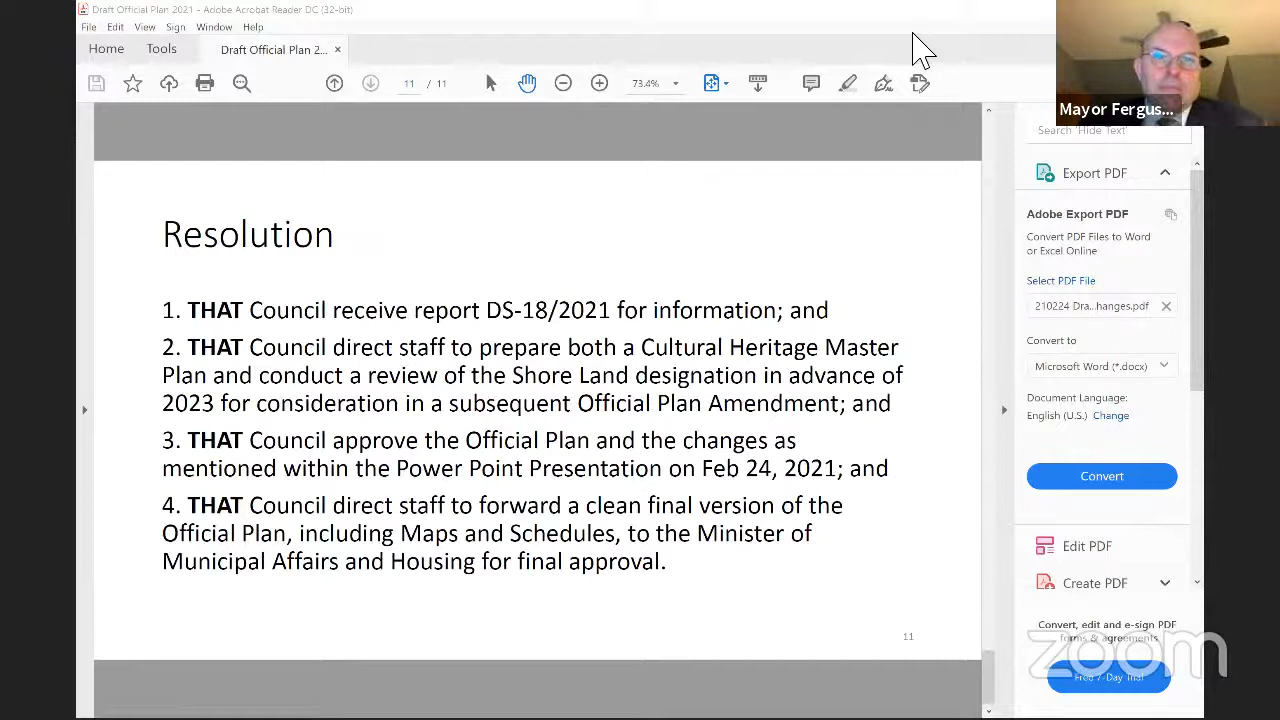 Draft Official Plan 2021 - Adobe Acrobat Reader DC (32-bit)
File Edit View Sign Window Help
Home Tools Draft Official Plan 2... ×
11 / 11 73.4%
Mayor Fergus...
Search 'Hide Text'
Export PDF
Adobe Export PDF
Convert PDF Files to Word
or Excel Online
Select PDF File
210224 Dra...hanges.pdf
Convert to
Microsoft Word (*.docx)
Document Language:
English (U.S.) Change
Convert
Edit PDF
Create PDF
Convert, edit and e-sign PDF
forms & agreements
Free 7-Day Trial
zoom
Resolution
1. THAT Council receive report DS-18/2021 for information; and
2. THAT Council direct staff to prepare both a Cultural Heritage Master
Plan and conduct a review of the Shore Land designation in advance of
2023 for consideration in a subsequent Official Plan Amendment; and
3. THAT Council approve the Official Plan and the changes as
mentioned within the Power Point Presentation on Feb 24, 2021; and
4. THAT Council direct staff to forward a clean final version of the
Official Plan, including Maps and Schedules, to the Minister of
Municipal Affairs and Housing for final approval.
11